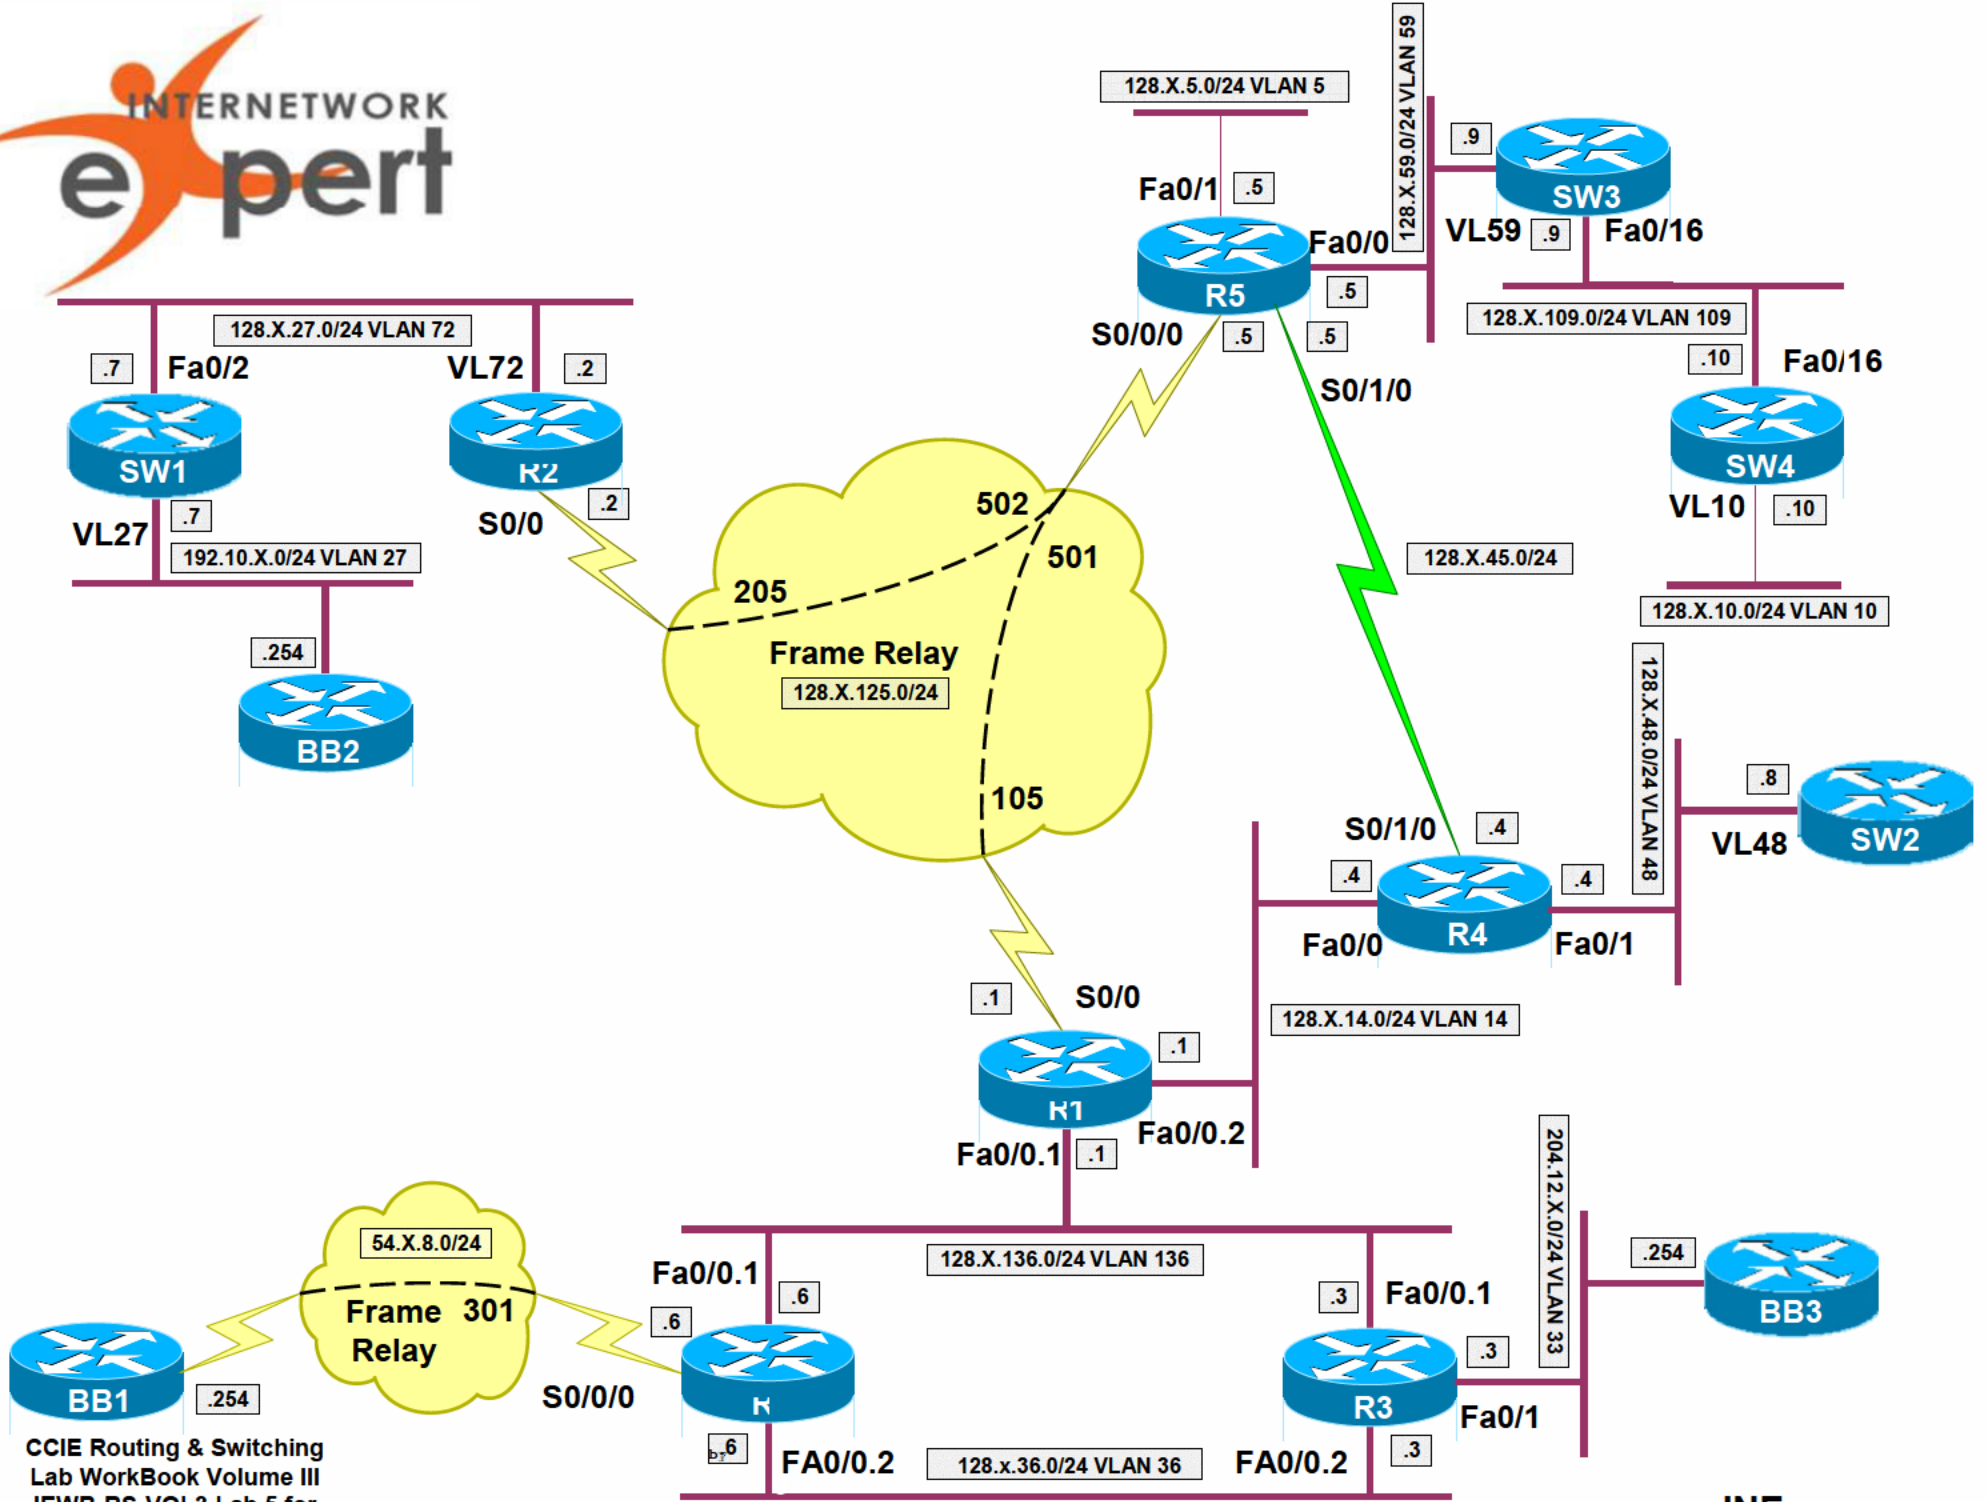 INTERNETWORK
expert
128.X.5.0/24 VLAN 5
128.X.59.0/24 VLAN 59
.9
SW3
Fa0/1
.5
Fa0/0
VL59
.9
Fa0/16
R5
.5
128.X.27.0/24 VLAN 72
128.X.109.0/24 VLAN 109
S0/0/0
.5
.5
.7
Fa0/2
VL72
.2
.10
Fa0/16
S0/1/0
SW1
R2
SW4
.7
.2
502
VL10
.10
VL27
S0/0
192.10.X.0/24 VLAN 27
501
128.X.45.0/24
205
128.X.10.0/24 VLAN 10
.254
Frame Relay
128.X.125.0/24
128.X.48.0/24 VLAN 48
BB2
.8
105
S0/1/0
.4
VL48
SW2
.4
.4
R4
Fa0/0
Fa0/1
.1
S0/0
128.X.14.0/24 VLAN 14
.1
R1
Fa0/0.2
Fa0/0.1
.1
204.12.X.0/24 VLAN 33
54.X.8.0/24
128.X.136.0/24 VLAN 136
.254
Fa0/0.1
.6
.3
Fa0/0.1
Frame
301
Relay
.6
BB3
.3
BB1
.254
S0/0/0
R
R3
Fa0/1
CCIE Routing & Switching
.6
FA0/0.2
128.x.36.0/24 VLAN 36
FA0/0.2
.3
Lab WorkBook Volume III